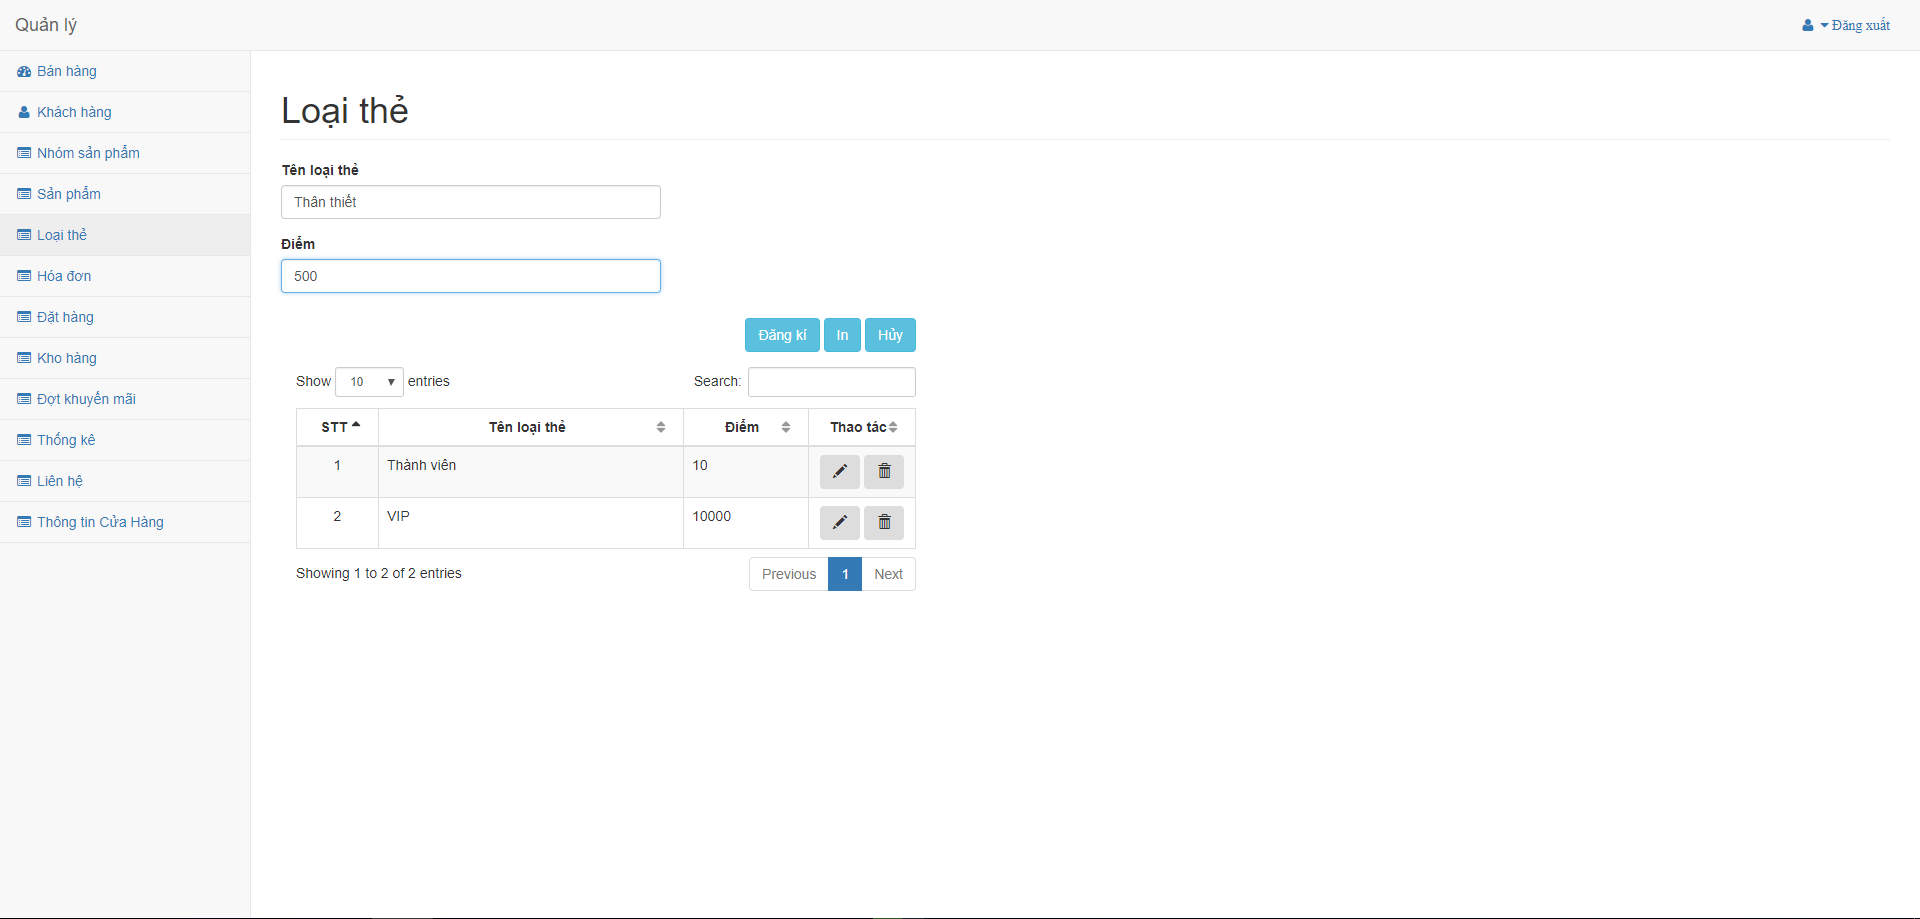 Quản lý
Đăng xuất
Bán hàng
Khách hàng
Nhóm sản phẩm
Sản phẩm
Loại thẻ
Hóa đơn
Đặt hàng
Kho hàng
Đợt khuyến mãi
Thống kê
Liên hệ
Thông tin Cửa Hàng
Loại thẻ
Tên loại thẻ
Thân thiết
Điểm
500
Đăng kí In Hủy
Show 10 entries Search:
STT Tên loại thẻ Điểm Thao tác
1 Thành viên 10
2 VIP 10000
Showing 1 to 2 of 2 entries Previous 1 Next